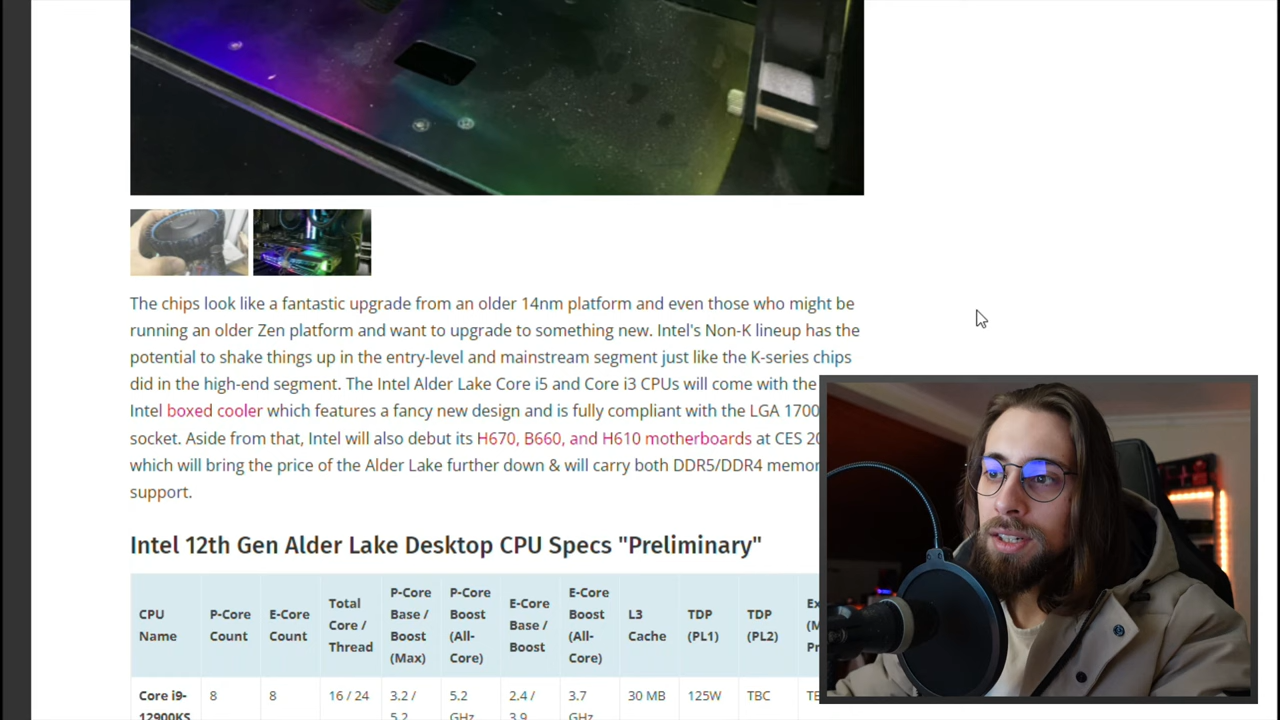 The chips look like a fantastic upgrade from an older 14nm platform and even those who might be
running an older Zen platform and want to upgrade to something new. Intel's Non-K lineup has the
potential to shake things up in the entry-level and mainstream segment just like the K-series chips
did in the high-end segment. The Intel Alder Lake Core i5 and Core i3 CPUs will come with the
Intel boxed cooler which features a fancy new design and is fully compliant with the LGA 1700
socket. Aside from that, Intel will also debut its H670, B660, and H610 motherboards at CES 20
which will bring the price of the Alder Lake further down & will carry both DDR5/DDR4 memor
support.
Intel 12th Gen Alder Lake Desktop CPU Specs "Preliminary"
CPU Name
P-Core Count
E-Core Count
Total Core / Thread
P-Core Base / Boost (Max)
P-Core Boost (All-Core)
E-Core Base / Boost
E-Core Boost (All-Core)
L3 Cache
TDP (PL1)
TDP (PL2)
Core i9-12900KS
8
8
16 / 24
3.2 / 5.2
5.2 GHz
2.4 / 3.9
3.7 GHz
30 MB
125W
TBC